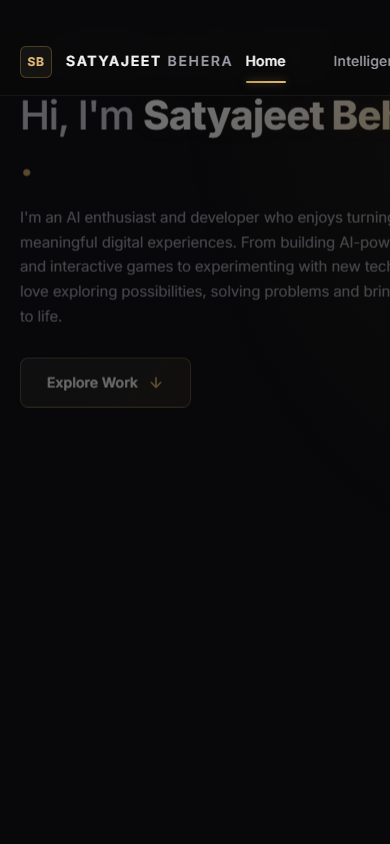 SB SATYAJEET BEHERA Home
Hi, I'm Satyajeet
I'm an AI enthusiast and developer who enjoys turning
meaningful digital experiences. From building
and interactive games to experimenting with new
love exploring possibilities, solving problems and
to life.
Explore Work ↓